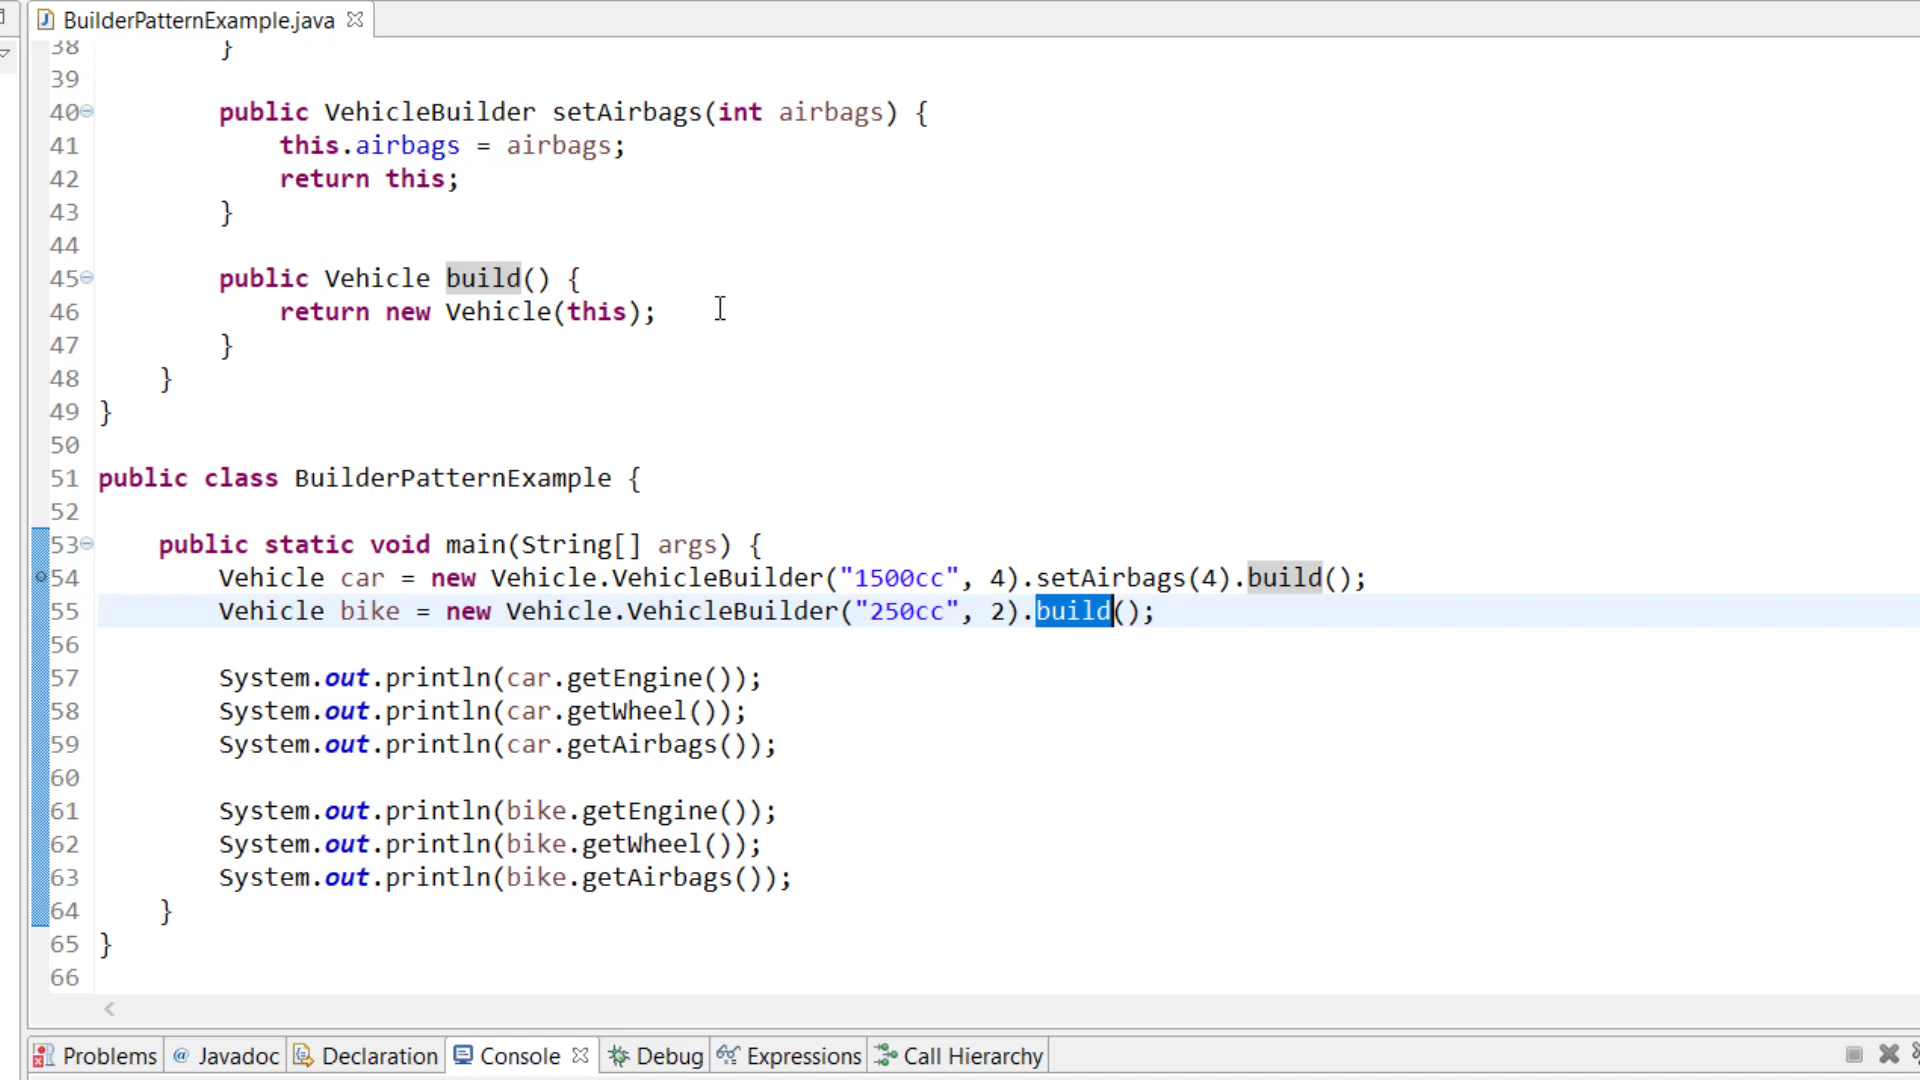 BuilderPatternExample.java
38 }
39
40 public VehicleBuilder setAirbags(int airbags) {
41 this.airbags = airbags;
42 return this;
43 }
44
45 public Vehicle build() {
46 return new Vehicle(this);
47 }
48 }
49 }
50
51 public class BuilderPatternExample {
52
53 public static void main(String[] args) {
54 Vehicle car = new Vehicle.VehicleBuilder("1500cc", 4).setAirbags(4).build();
55 Vehicle bike = new Vehicle.VehicleBuilder("250cc", 2).build();
56
57 System.out.println(car.getEngine());
58 System.out.println(car.getWheel());
59 System.out.println(car.getAirbags());
60
61 System.out.println(bike.getEngine());
62 System.out.println(bike.getWheel());
63 System.out.println(bike.getAirbags());
64 }
65 }
66
Problems @ Javadoc Declaration Console Debug Expressions Call Hierarchy